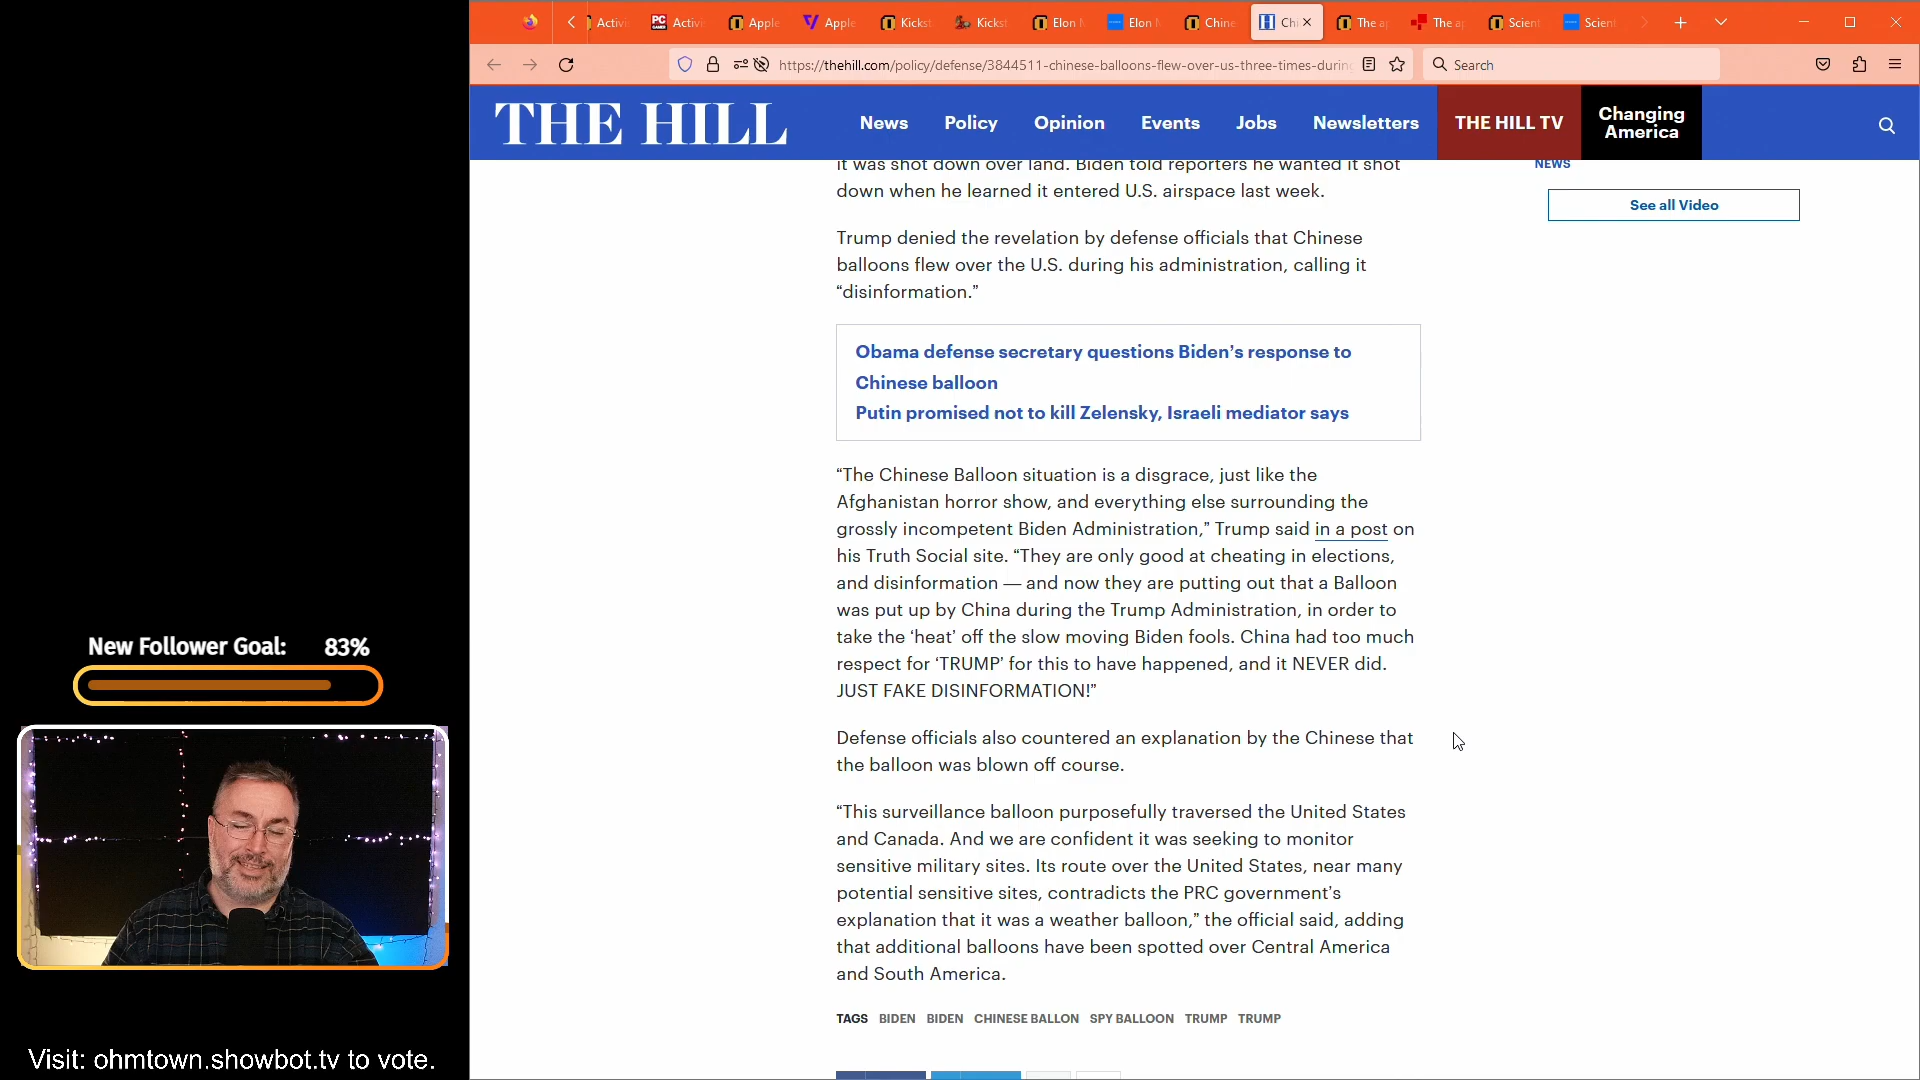 Activi
Activi
Apple
Apple
Kickst
Kickst
Elon M
Elon M
Chine
Chi
The ap
The ap
Scient
Scient
https://thehill.com/policy/defense/3844511-chinese-balloons-flew-over-us-three-times-during
Search
THE HILL
News
Policy
Opinion
Events
Jobs
Newsletters
THE HILL TV
Changing
America
it was shot down over land. Biden told reporters he wanted it shot
down when he learned it entered U.S. airspace last week.
NEWS
See all Video
Trump denied the revelation by defense officials that Chinese
balloons flew over the U.S. during his administration, calling it
“disinformation.”
Obama defense secretary questions Biden’s response to
Chinese balloon
Putin promised not to kill Zelensky, Israeli mediator says
“The Chinese Balloon situation is a disgrace, just like the
Afghanistan horror show, and everything else surrounding the
grossly incompetent Biden Administration,” Trump said in a post on
his Truth Social site. “They are only good at cheating in elections,
and disinformation — and now they are putting out that a Balloon
was put up by China during the Trump Administration, in order to
take the ‘heat’ off the slow moving Biden fools. China had too much
respect for ‘TRUMP’ for this to have happened, and it NEVER did.
JUST FAKE DISINFORMATION!”
Defense officials also countered an explanation by the Chinese that
the balloon was blown off course.
“This surveillance balloon purposefully traversed the United States
and Canada. And we are confident it was seeking to monitor
sensitive military sites. Its route over the United States, near many
potential sensitive sites, contradicts the PRC government’s
explanation that it was a weather balloon,” the official said, adding
that additional balloons have been spotted over Central America
and South America.
TAGS BIDEN BIDEN CHINESE BALLON SPY BALLOON TRUMP TRUMP
New Follower Goal: 83%
Visit: ohmtown.showbot.tv to vote.